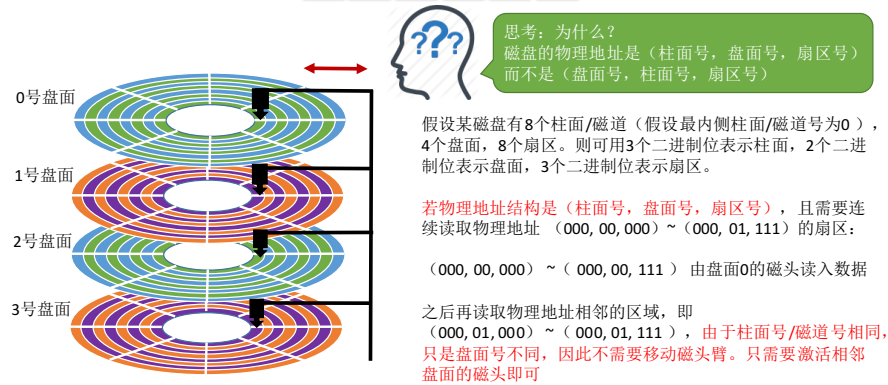 思考：为什么？
磁盘的物理地址是（柱面号，盘面号，扇区号）
而不是（盘面号，柱面号，扇区号）
???
0号盘面
1号盘面
2号盘面
3号盘面
假设某磁盘有8个柱面/磁道（假设最内侧柱面/磁道号为0 ），
4个盘面，8个扇区。则可用3个二进制位表示柱面，2个二进
制位表示盘面，3个二进制位表示扇区。
若物理地址结构是（柱面号，盘面号，扇区号），且需要连
续读取物理地址 （000, 00, 000）~（000, 01, 111）的扇区：
（000, 00, 000） ~（ 000, 00, 111 ）由盘面0的磁头读入数据
之后再读取物理地址相邻的区域，即
（000, 01, 000）~（ 000, 01, 111 ），由于柱面号/磁道号相同，
只是盘面号不同，因此不需要移动磁头臂。只需要激活相邻
盘面的磁头即可